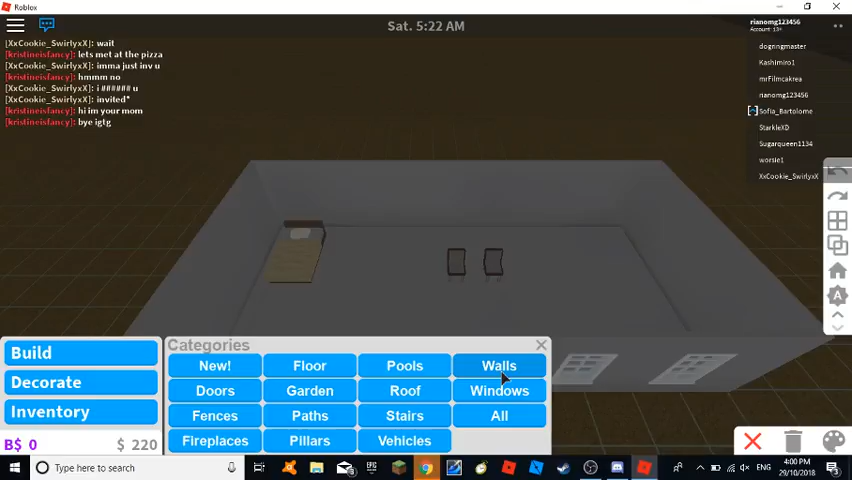 Roblox
Sat. 5:22 AM
rianomg123456
Account: 13+
[XxCookie_SwirlyxX]: wait
[kristineisfancy]: lets met at the pizza
[XxCookie_SwirlyxX]: imma just inv u
[kristineisfancy]: hmmm no
[XxCookie_SwirlyxX]: i ###### u
[XxCookie_SwirlyxX]: invited*
[kristineisfancy]: hi im your mom
[kristineisfancy]: bye igtg
dogringmaster
Kashimiro1
mrFilmcakrea
rianomg123456
Sofia_Bartolome
StarkleXD
Sugarqueen1134
worsie1
XxCookie_SwirlyxX
A
Build
Decorate
Inventory
B$ 0
$ 220
Categories
New! Floor Pools Walls
Doors Garden Roof Windows
Fences Paths Stairs All
Fireplaces Pillars Vehicles
Type here to search
EPIC
ENG
4:00 PM
29/10/2018